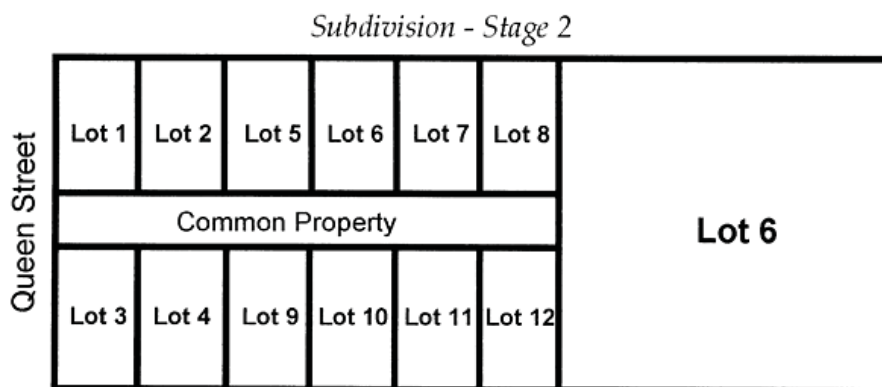 Subdivision - Stage 2
Queen Street
Lot 1 Lot 2 Lot 5 Lot 6 Lot 7 Lot 8
Common Property
Lot 6
Lot 3 Lot 4 Lot 9 Lot 10 Lot 11 Lot 12